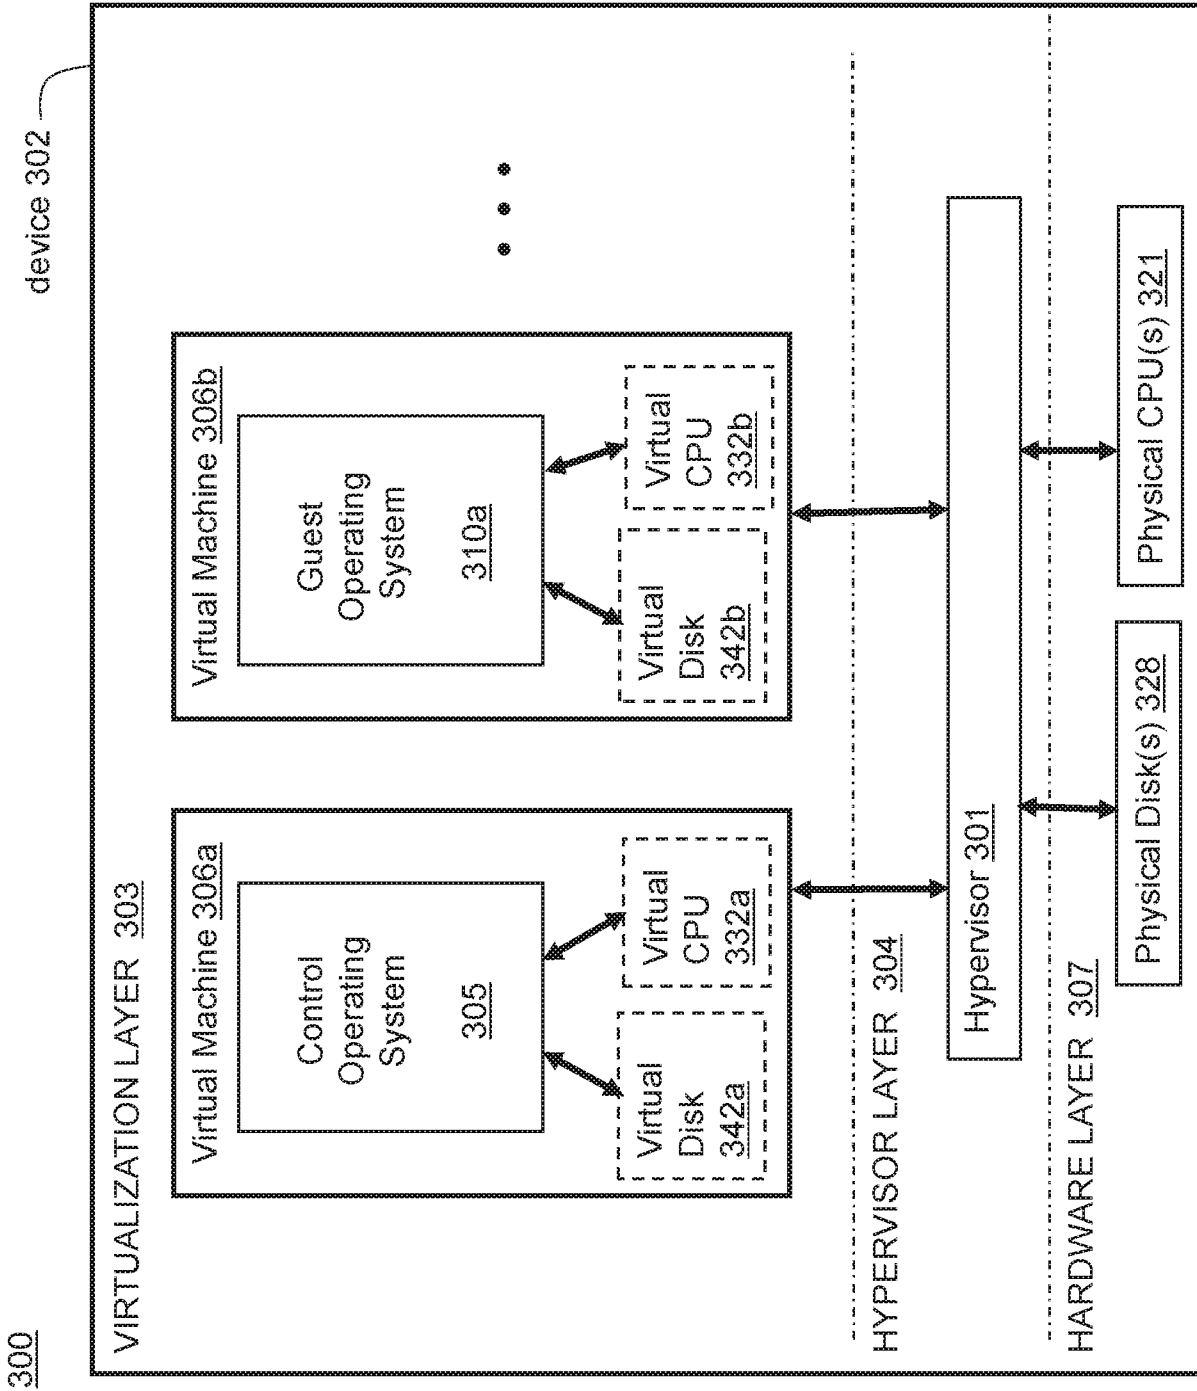 300
device 302
VIRTUALIZATION LAYER 303
Virtual Machine 306a
Control
Operating
System
305
Virtual
Disk
342a
Virtual
CPU
332a
Virtual Machine 306b
Guest
Operating
System
310a
Virtual
Disk
342b
Virtual
CPU
332b
HYPERVISOR LAYER 304
Hypervisor 301
HARDWARE LAYER 307
Physical Disk(s) 328
Physical CPU(s) 321